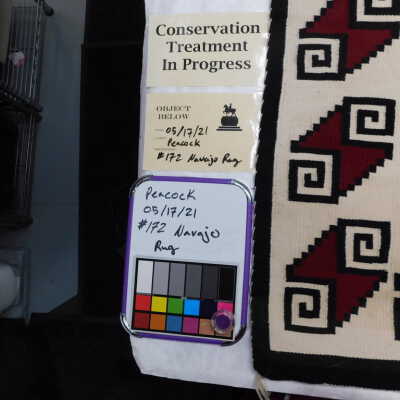 Conservation
Treatment
In Progress
OBJECT
BELOW
05/17/21
Peacock
#172 Navajo Rug
Peacock
05/17/21
#172 Navajo
Rug